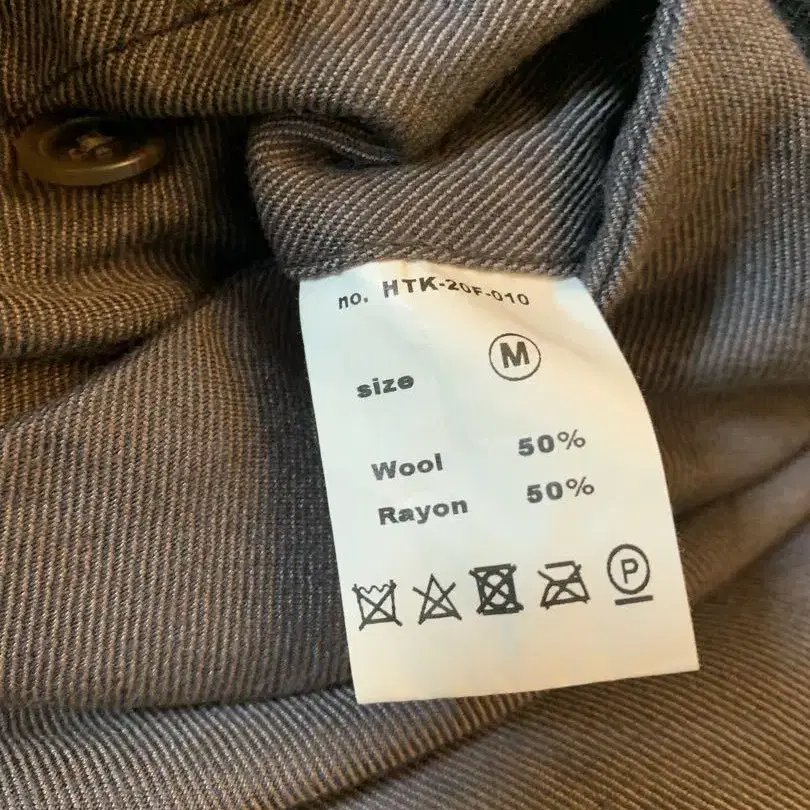 no. HTK-20F-010
size M
Wool 50%
Rayon 50%
P